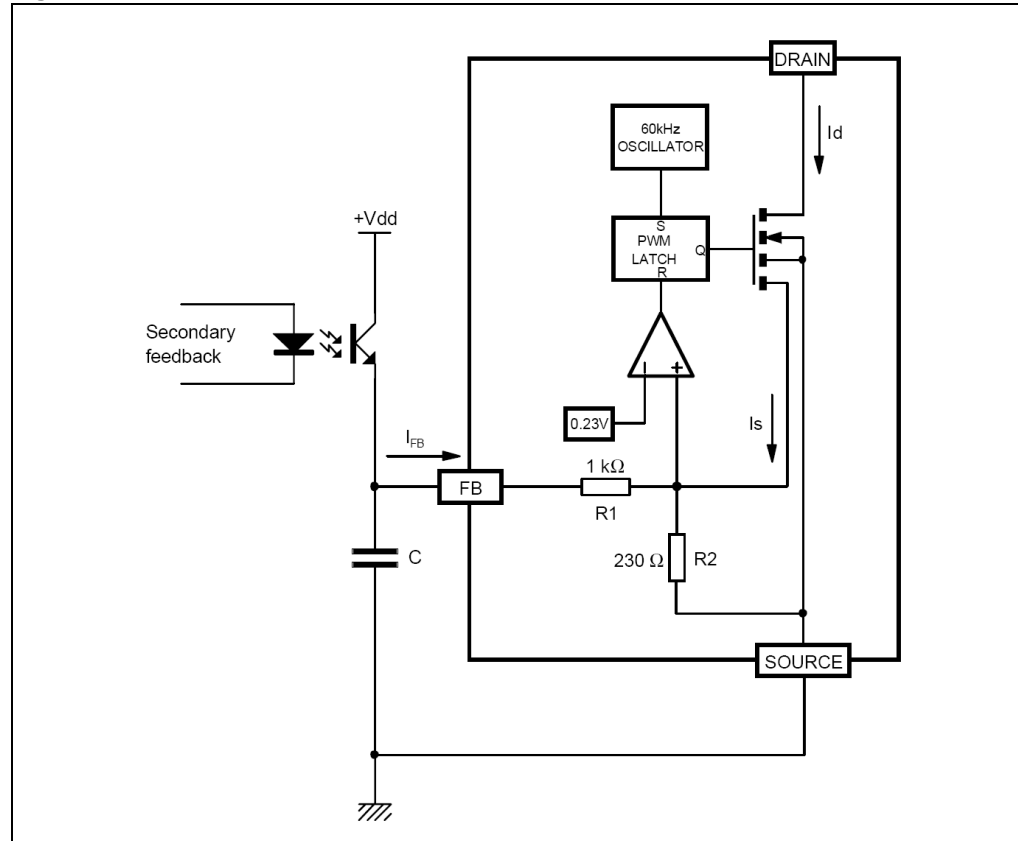 DRAIN
60kHz
OSCILLATOR
Id
+Vdd
S
PWM
LATCH
Q
R
Secondary
feedback
- +
0.23V
Is
I_FB
1 kΩ
FB
R1
230 Ω R2
C
SOURCE